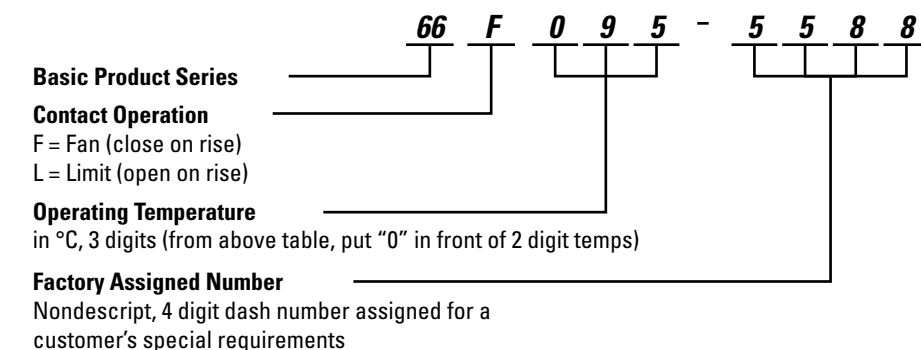 66 F 0 9 5 - 5 5 8 8
Basic Product Series
Contact Operation
F = Fan (close on rise)
L = Limit (open on rise)
Operating Temperature
in °C, 3 digits (from above table, put “0” in front of 2 digit temps)
Factory Assigned Number
Nondescript, 4 digit dash number assigned for a
customer’s special requirements